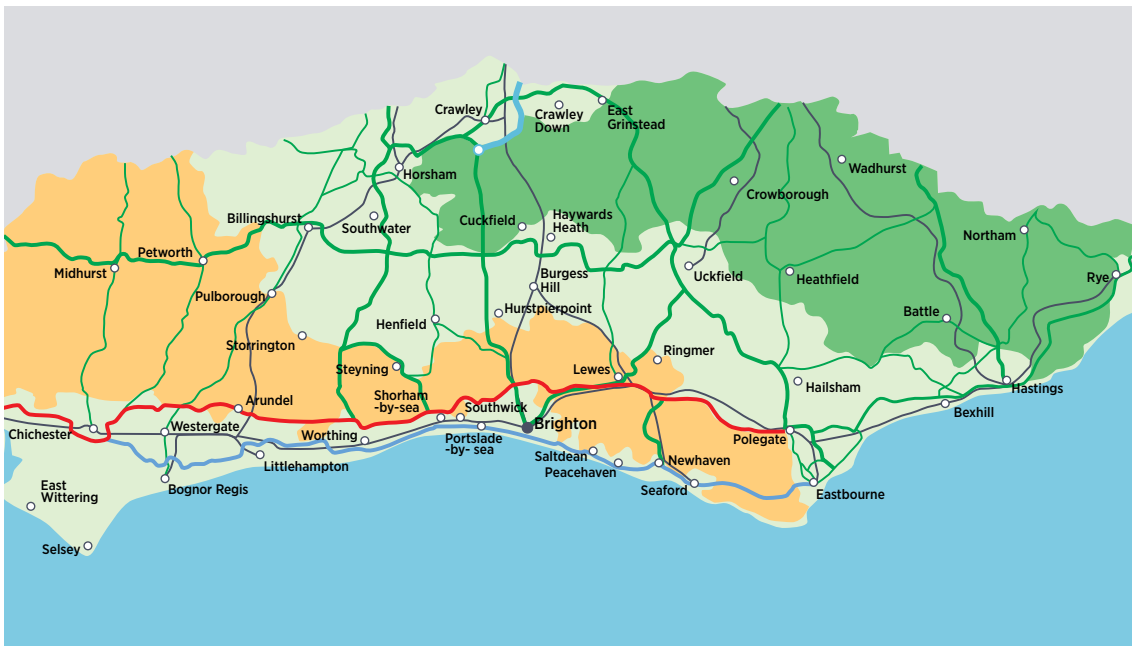 Crawley
Crawley
Down
East
Grinstead
Wadhurst
Horsham
Crowborough
Billingshurst
Southwater
Cuckfield
Haywards
Heath
Northam
Petworth
Midhurst
Uckfield
Heathfield
Rye
Burgess
Hill
Pulborough
Hurstpierpoint
Henfield
Battle
Storrington
Ringmer
Steyning
Lewes
Hailsham
Hastings
Shorham
-by-sea
Arundel
Southwick
Bexhill
Chichester
Westergate
Worthing
Brighton
Portslade
-by- sea
Polegate
Littlehampton
Saltdean
Peacehaven
Newhaven
East
Wittering
Bognor Regis
Seaford
Eastbourne
Selsey